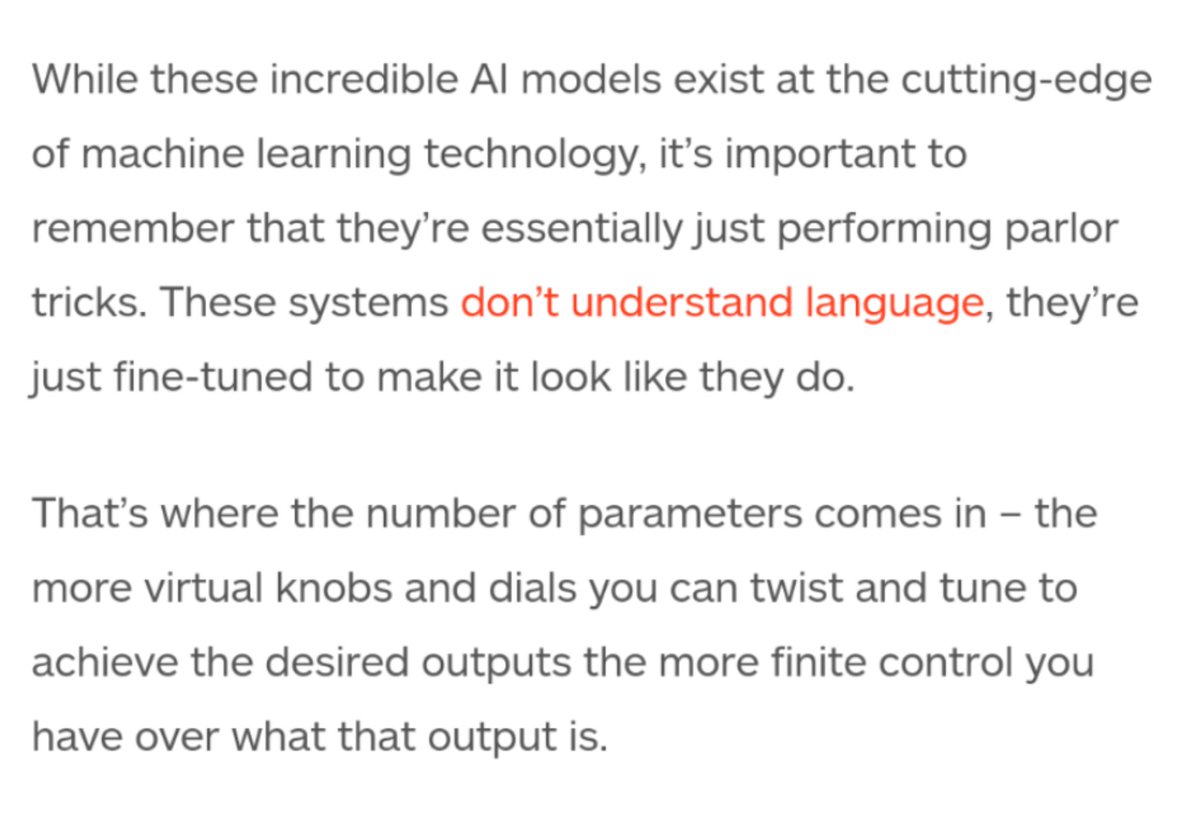 While these incredible AI models exist at the cutting-edge
of machine learning technology, it’s important to
remember that they’re essentially just performing parlor
tricks. These systems don’t understand language, they’re
just fine-tuned to make it look like they do.
That’s where the number of parameters comes in – the
more virtual knobs and dials you can twist and tune to
achieve the desired outputs the more finite control you
have over what that output is.